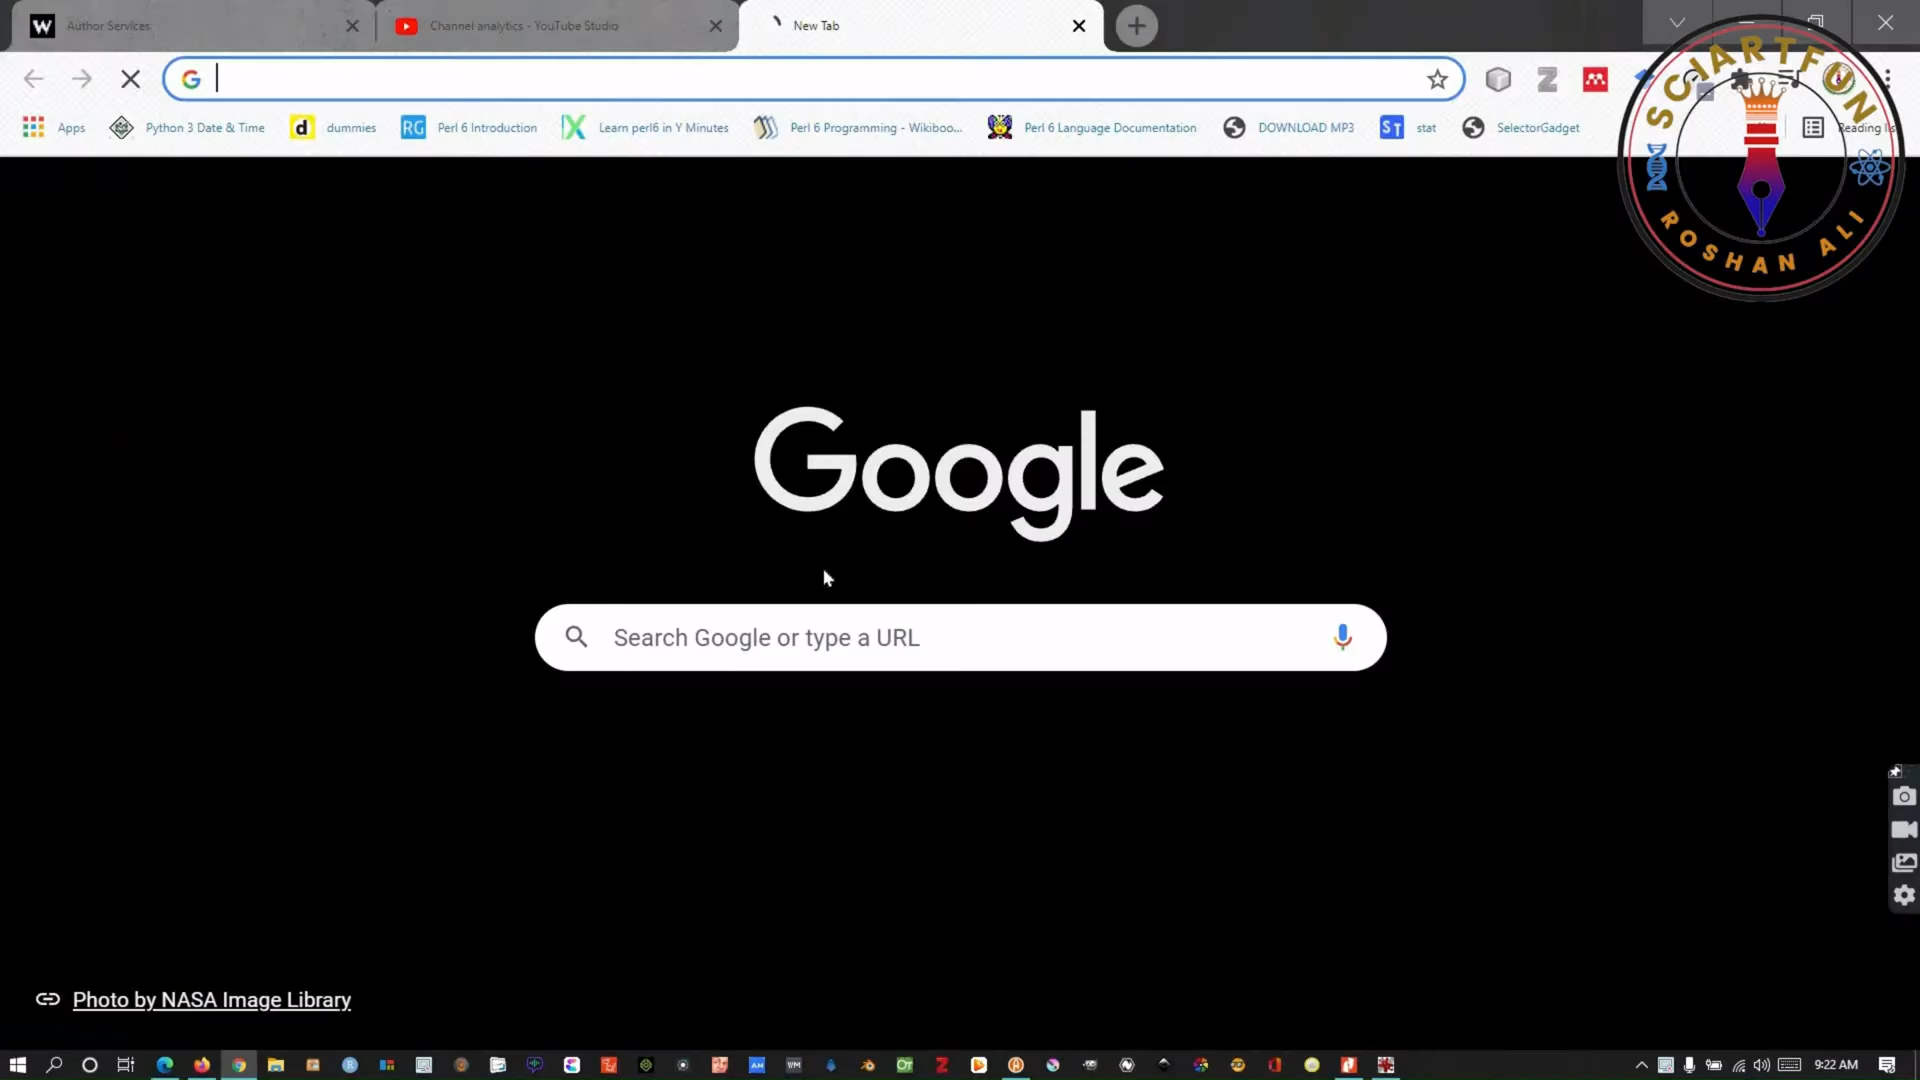 Author Services
Channel analytics - YouTube Studio
New Tab
Apps
Python 3 Date & Time
dummies
Perl 6 Introduction
Learn perl6 in Y Minutes
Perl 6 Programming - Wikiboo...
Perl 6 Language Documentation
DOWNLOAD MP3
stat
SelectorGadget
Reading lis
SCIARTFUN
ROSHAN ALI
Google
Search Google or type a URL
Photo by NASA Image Library
9:22 AM